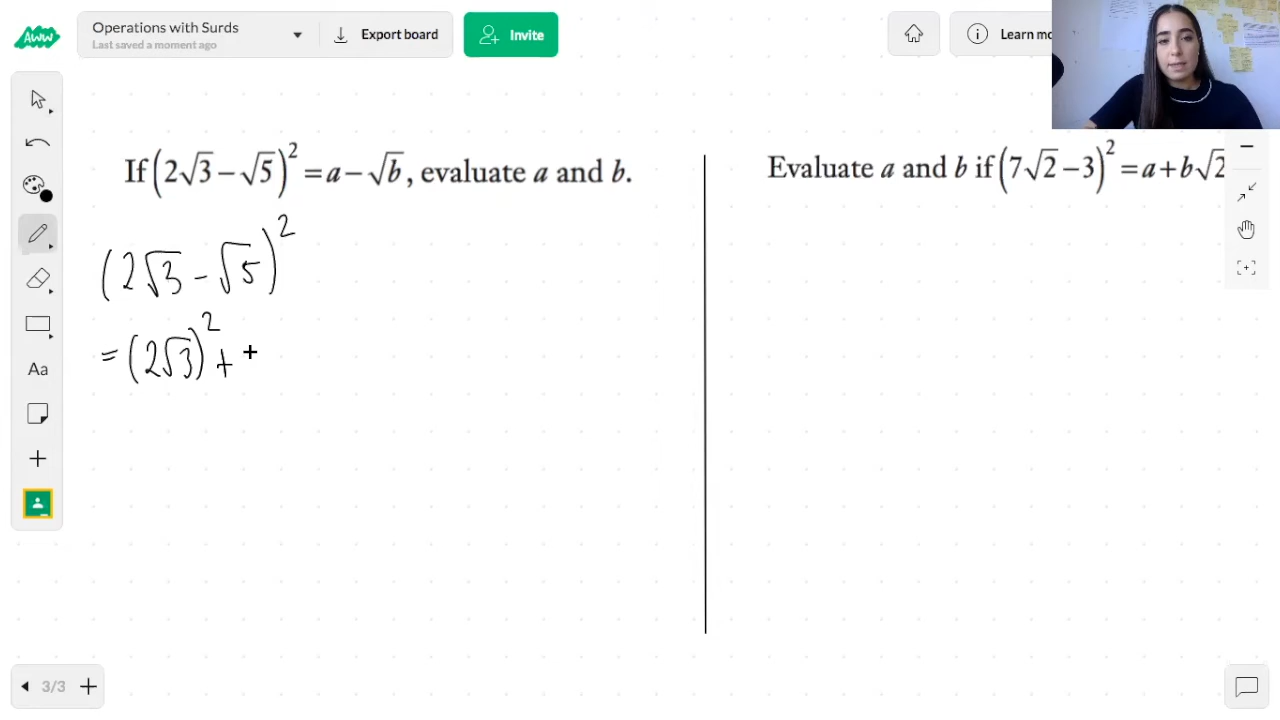 AWW
Operations with Surds
Last saved a moment ago
Export board
Invite
Learn mo
If (2√3 − √5)² = a − √b, evaluate a and b.
(2√3 − √5)²
= (2√3)² +
Evaluate a and b if (7√2 − 3)² = a + b√2
Aa
3/3